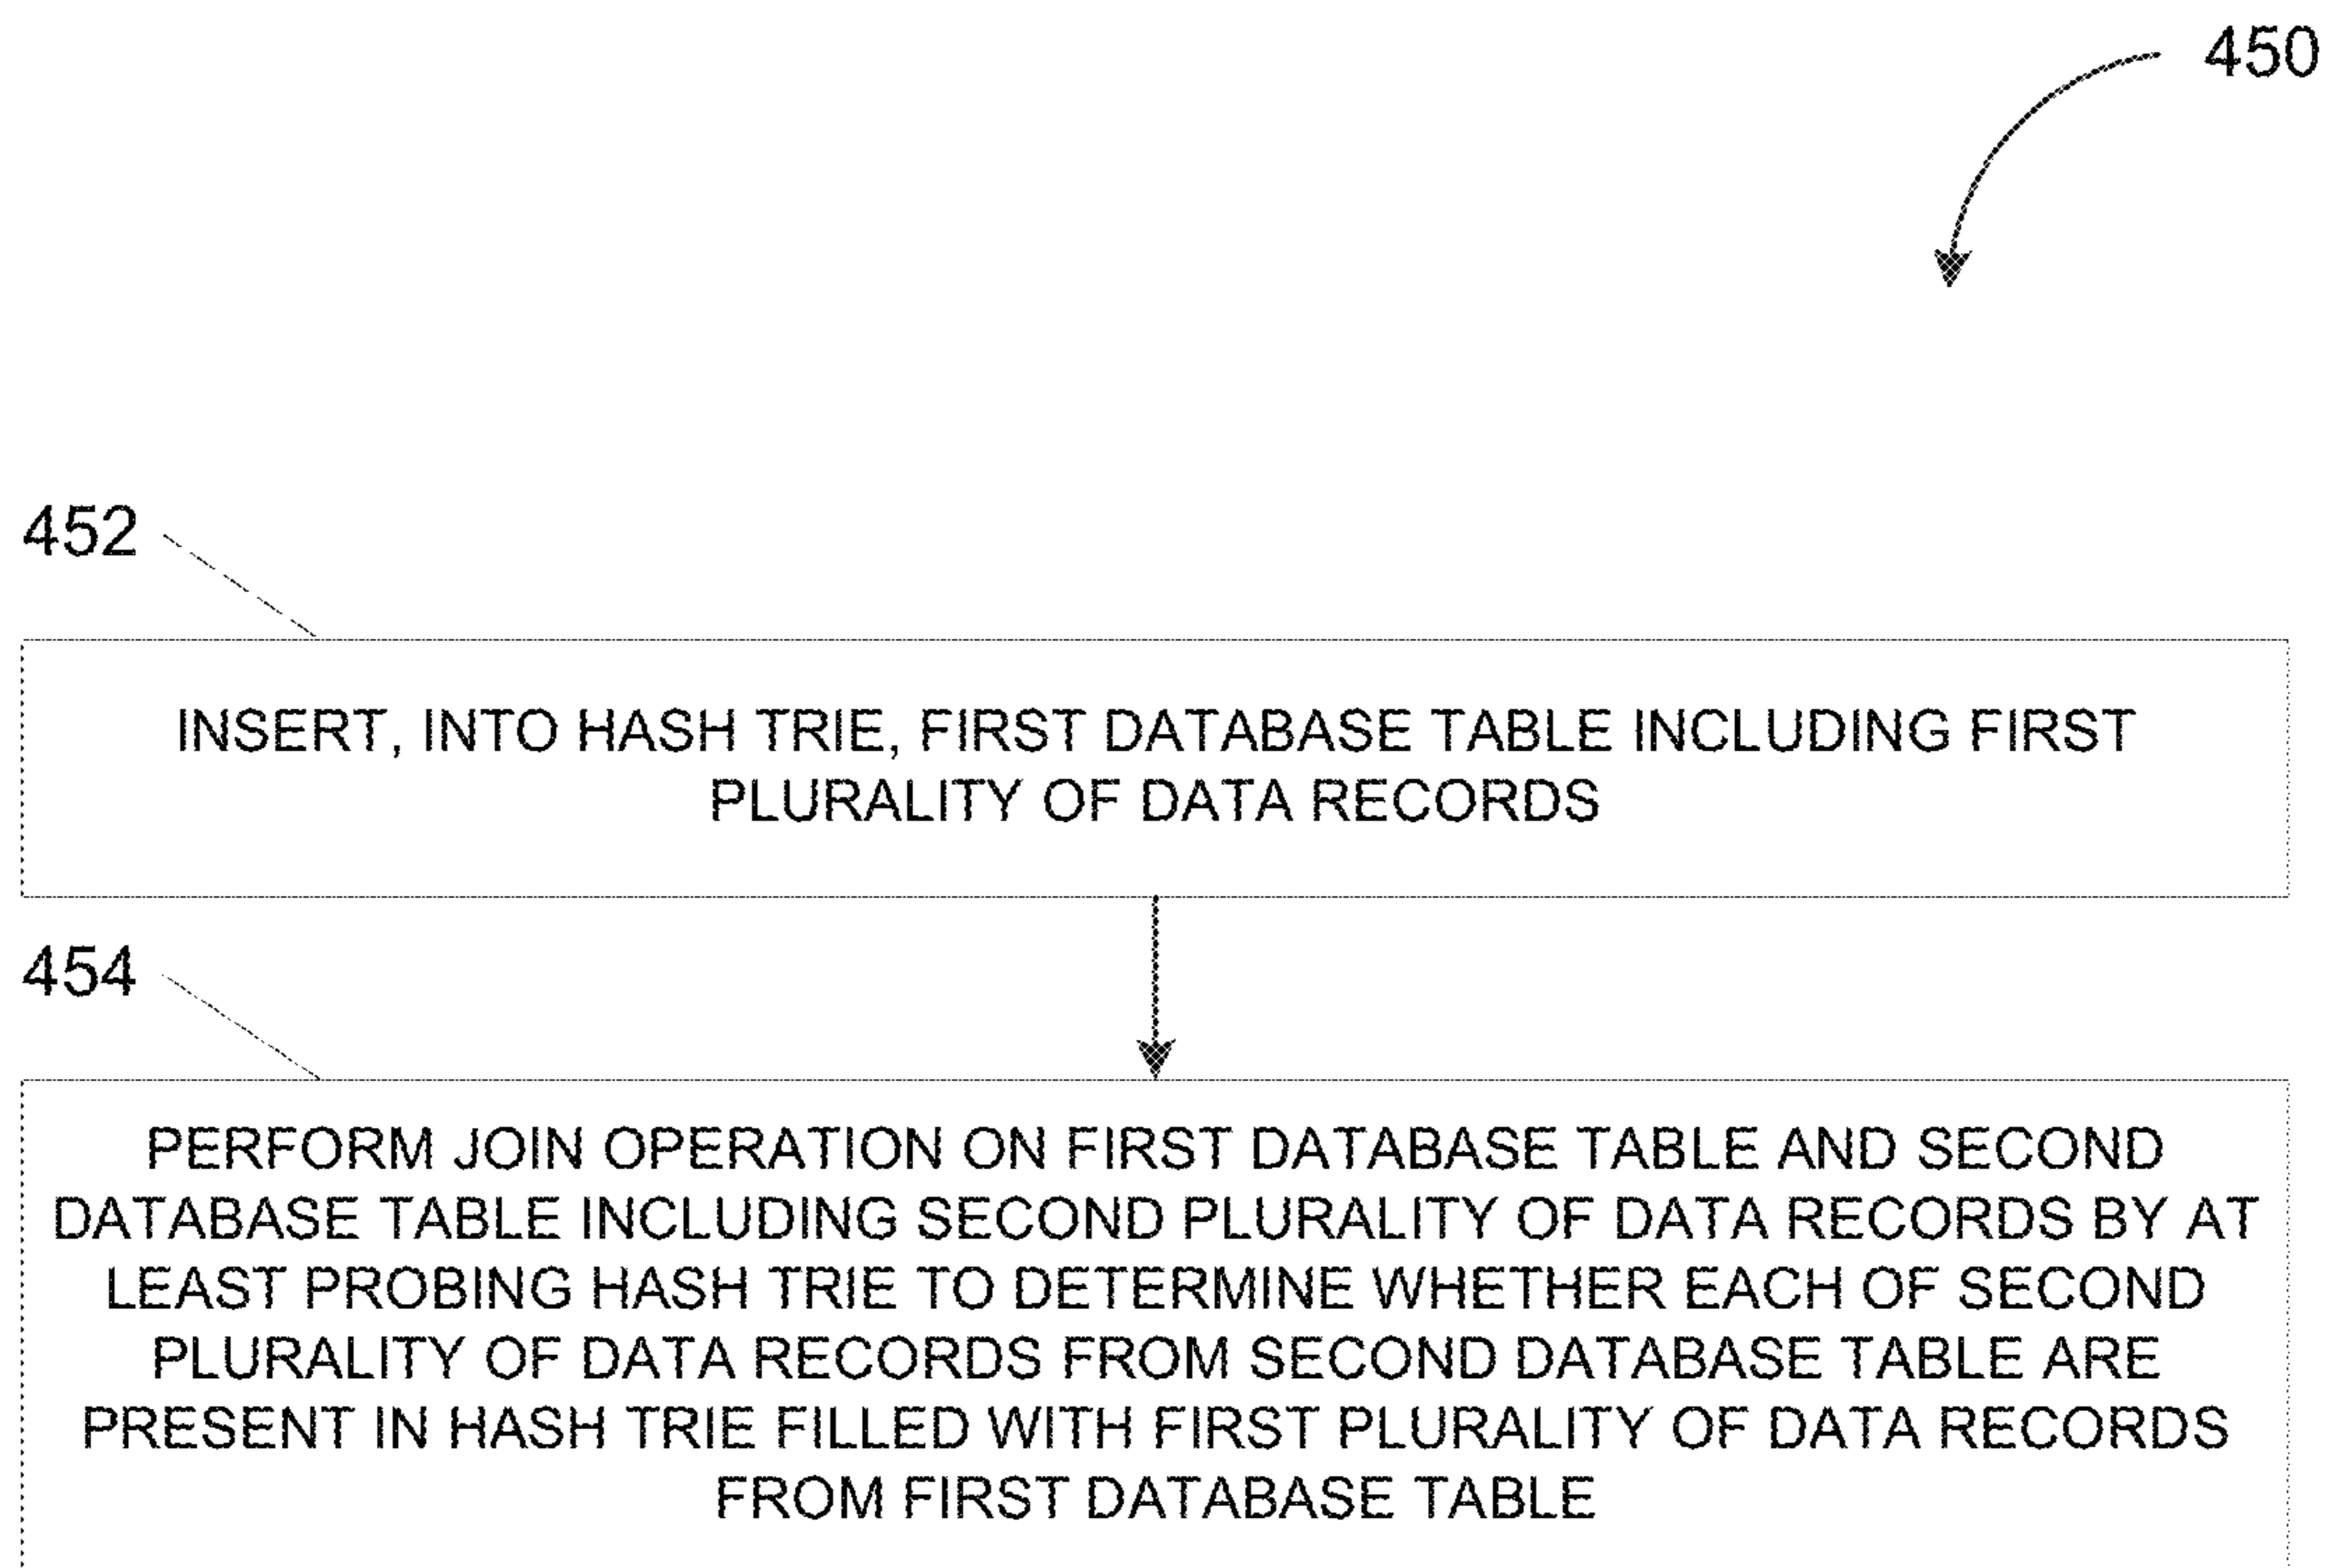 450
452
INSERT, INTO HASH TRIE, FIRST DATABASE TABLE INCLUDING FIRST
PLURALITY OF DATA RECORDS
454
PERFORM JOIN OPERATION ON FIRST DATABASE TABLE AND SECOND
DATABASE TABLE INCLUDING SECOND PLURALITY OF DATA RECORDS BY AT
LEAST PROBING HASH TRIE TO DETERMINE WHETHER EACH OF SECOND
PLURALITY OF DATA RECORDS FROM SECOND DATABASE TABLE ARE
PRESENT IN HASH TRIE FILLED WITH FIRST PLURALITY OF DATA RECORDS
FROM FIRST DATABASE TABLE